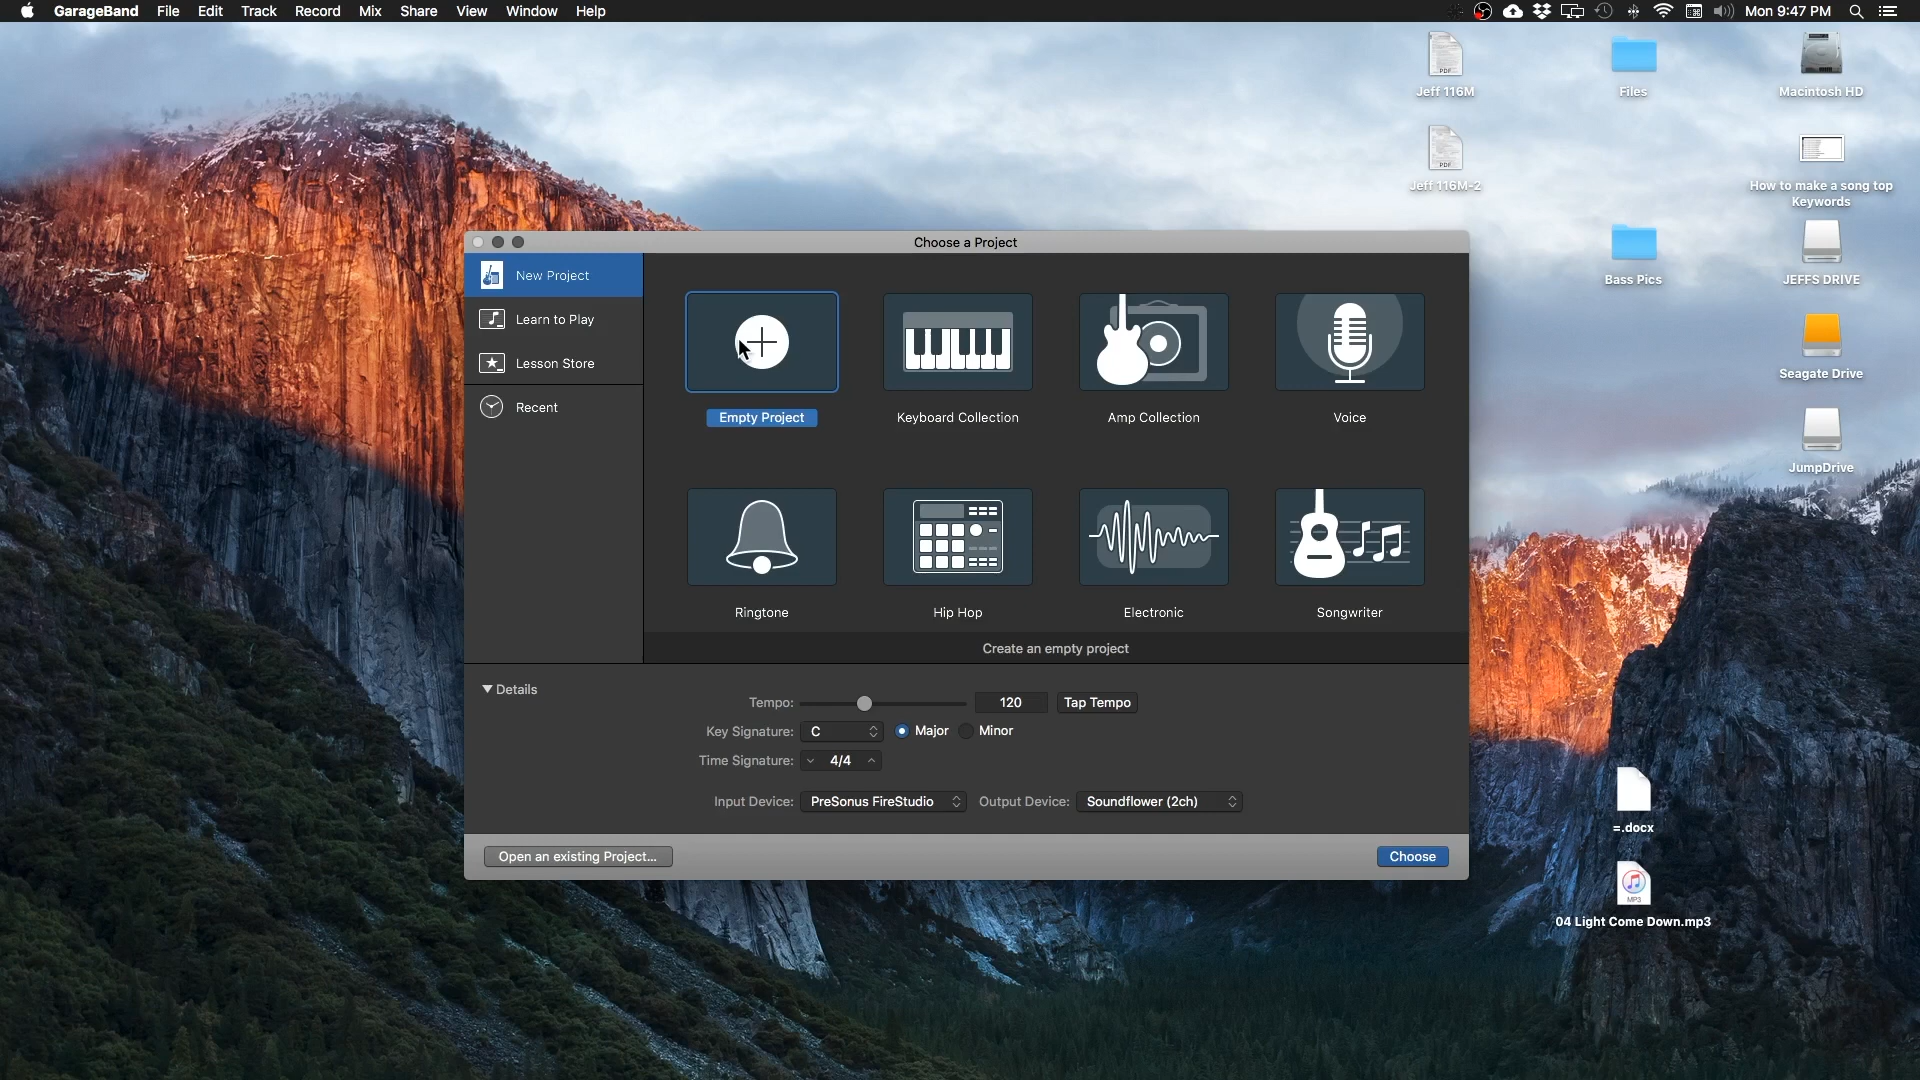 GarageBand File Edit Track Record Mix Share View Window Help Mon 9:47 PM
PDF
Jeff 116M
Files
Macintosh HD
PDF
Jeff 116M-2
How to make a song top
Keywords
Bass Pics
JEFFS DRIVE
Seagate Drive
JumpDrive
=.docx
MP3
04 Light Come Down.mp3
Choose a Project
New Project
Learn to Play
Lesson Store
Recent
Empty Project
Keyboard Collection
Amp Collection
Voice
Ringtone
Hip Hop
Electronic
Songwriter
Create an empty project
Details
Tempo: 120 Tap Tempo
Key Signature: C Major Minor
Time Signature: 4/4
Input Device: PreSonus FireStudio Output Device: Soundflower (2ch)
Open an existing Project...
Choose